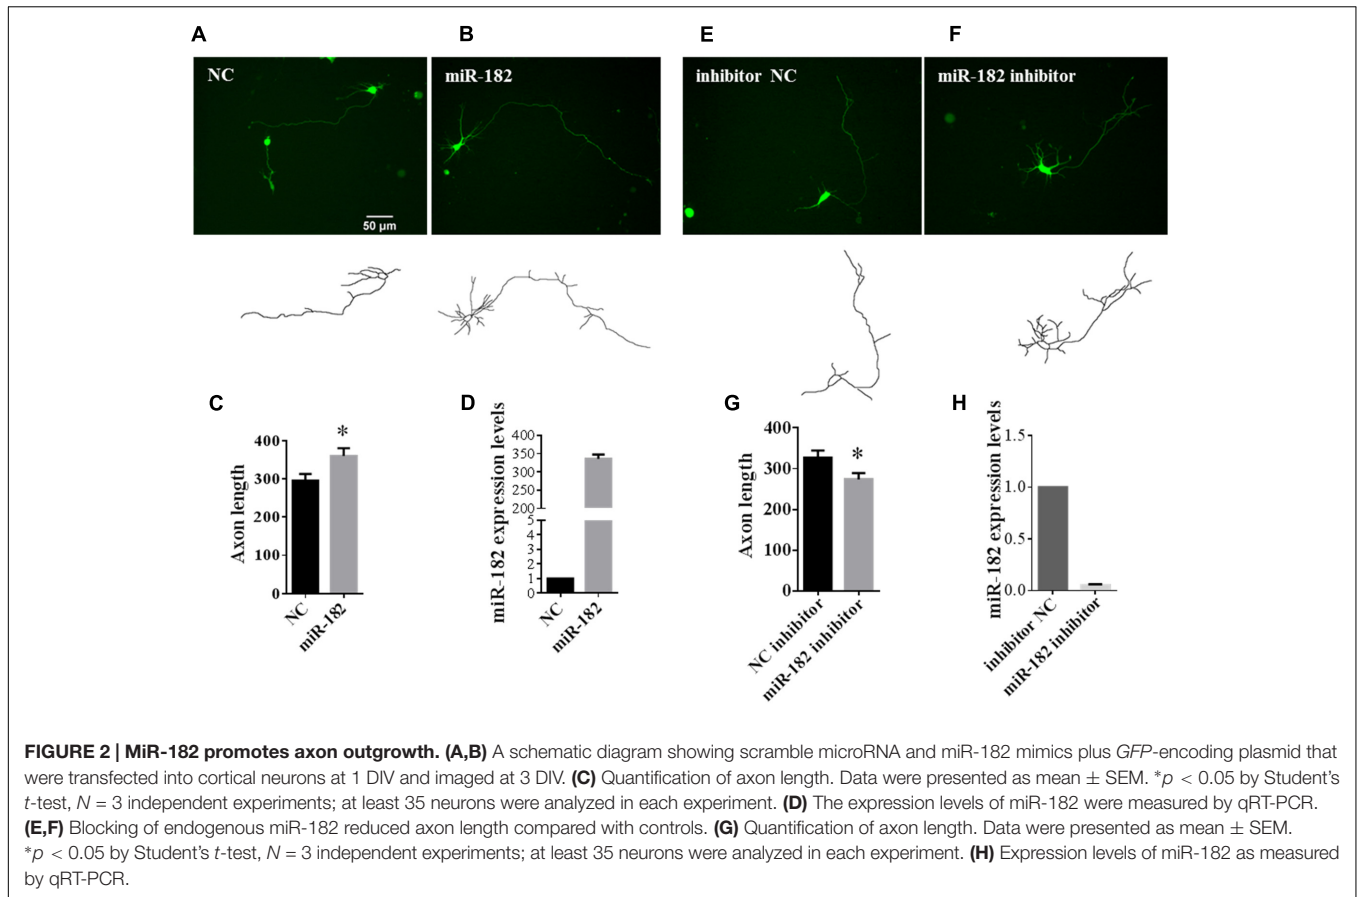 A
B
E
F
NC
miR-182
inhibitor NC
miR-182 inhibitor
50 µm
C
Axon length
400
300
200
100
0
NC
miR-182
D
miR-182 expression levels
400
350
300
250
200
5
4
3
2
1
0
NC
miR-182
G
Axon length
400
300
200
100
0
NC inhibitor
miR-182 inhibitor
H
miR-182 expression levels
1.5
1.0
0.5
0.0
inhibitor NC
miR-182 inhibitor
*
*
FIGURE 2 | MiR-182 promotes axon outgrowth. (A,B) A schematic diagram showing scramble microRNA and miR-182 mimics plus GFP-encoding plasmid that
were transfected into cortical neurons at 1 DIV and imaged at 3 DIV. (C) Quantification of axon length. Data were presented as mean ± SEM. *p < 0.05 by Student's
t-test, N = 3 independent experiments; at least 35 neurons were analyzed in each experiment. (D) The expression levels of miR-182 were measured by qRT-PCR.
(E,F) Blocking of endogenous miR-182 reduced axon length compared with controls. (G) Quantification of axon length. Data were presented as mean ± SEM.
*p < 0.05 by Student's t-test, N = 3 independent experiments; at least 35 neurons were analyzed in each experiment. (H) Expression levels of miR-182 as measured
by qRT-PCR.